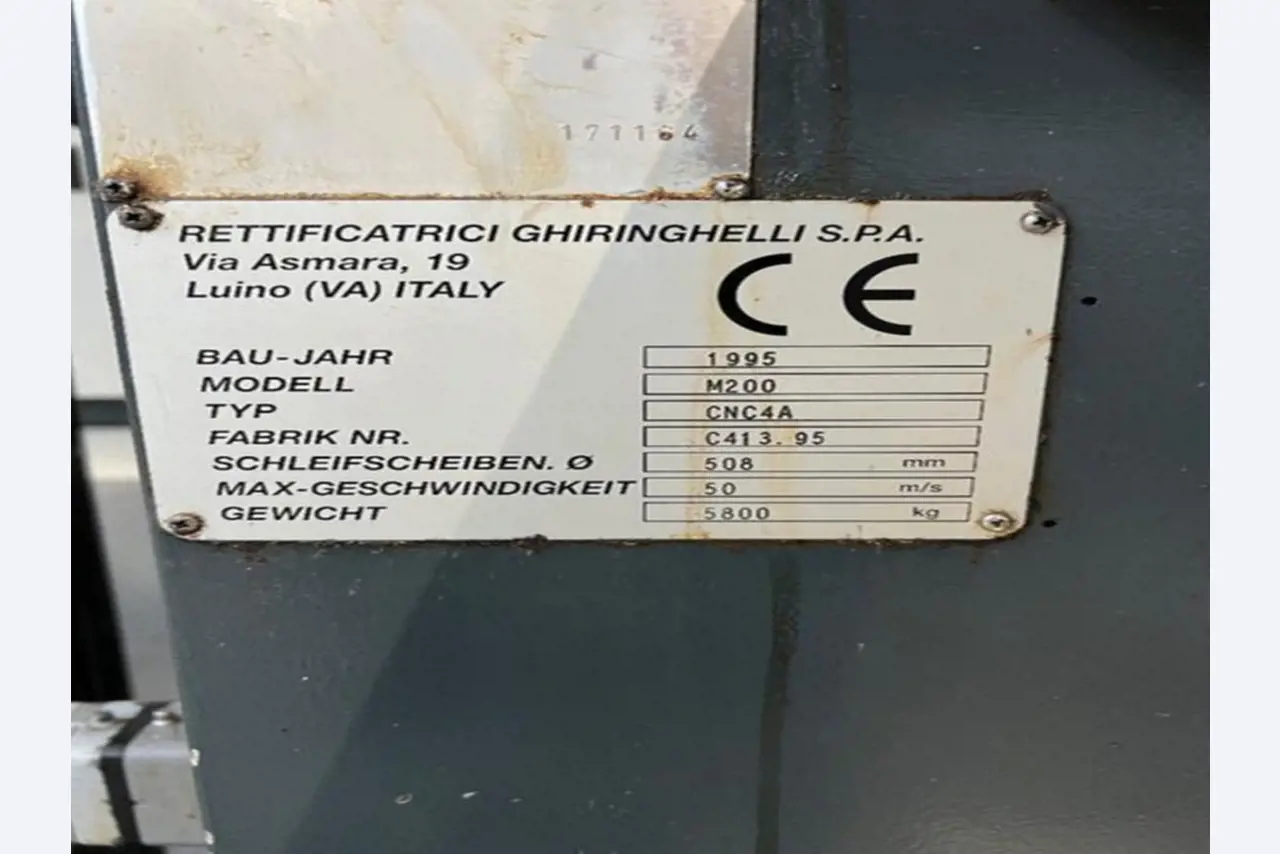 171164
RETTIFICATRICI GHIRINGHELLI S.P.A.
Via Asmara, 19
Luino (VA) ITALY
CE
BAU-JAHR 1995
MODELL M200
TYP CNC4A
FABRIK NR. C413.95
SCHLEIFSCHEIBEN. Ø 508 mm
MAX-GESCHWINDIGKEIT 50 m/s
GEWICHT 5800 kg